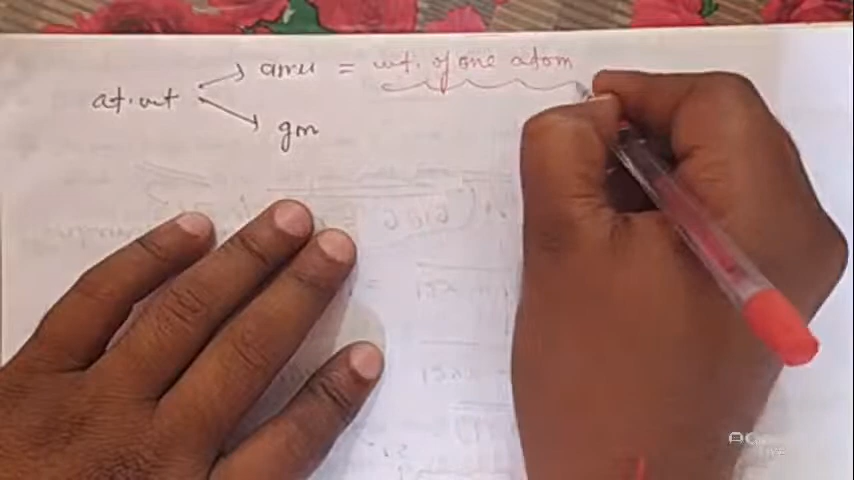 at.wt → amu = wt. of one atom
→ gm